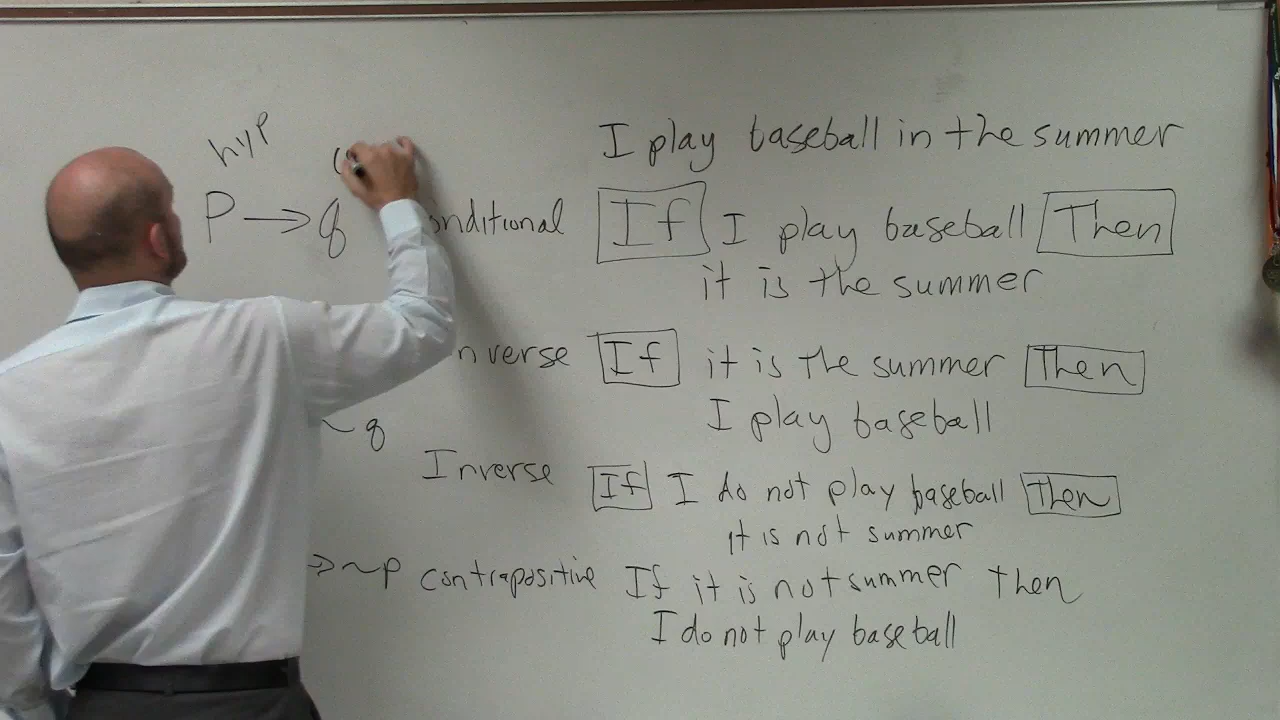 I play baseball in the summer
hyp
P → q
onditional If I play baseball Then
it is the summer
nverse If it is the summer Then
I play baseball
~ q
Inverse If I do not play baseball Then
it is not summer
→ ~p contrapositive If it is not summer then
I do not play baseball